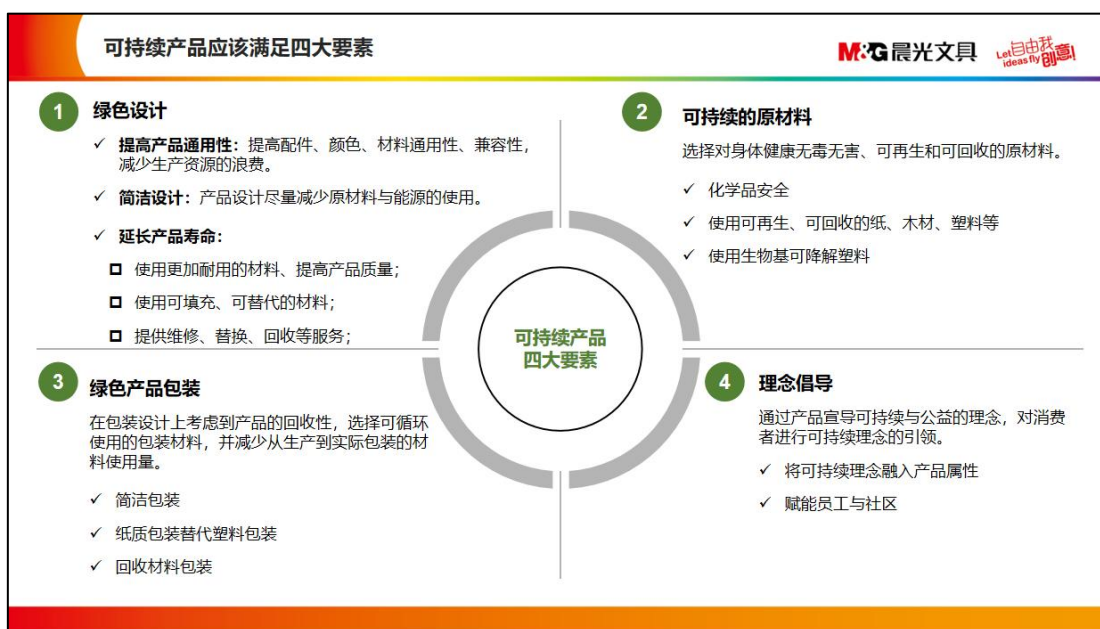 可持续产品应该满足四大要素
M&G晨光文具
Let自由我
ideas fly创意!
1
绿色设计
✓ 提高产品通用性：提高配件、颜色、材料通用性、兼容性，
减少生产资源的浪费。
✓ 简洁设计：产品设计尽量减少原材料与能源的使用。
✓ 延长产品寿命：
使用更加耐用的材料、提高产品质量；
使用可填充、可替代的材料；
提供维修、替换、回收等服务；
2
可持续的原材料
选择对身体健康无毒无害、可再生和可回收的原材料。
✓ 化学品安全
✓ 使用可再生、可回收的纸、木材、塑料等
✓ 使用生物基可降解塑料
可持续产品
四大要素
3
绿色产品包装
在包装设计上考虑到产品的回收性，选择可循环
使用的包装材料，并减少从生产到实际包装的材
料使用量。
✓ 简洁包装
✓ 纸质包装替代塑料包装
✓ 回收材料包装
4
理念倡导
通过产品宣导可持续与公益的理念，对消费
者进行可持续理念的引领。
✓ 将可持续理念融入产品属性
✓ 赋能员工与社区